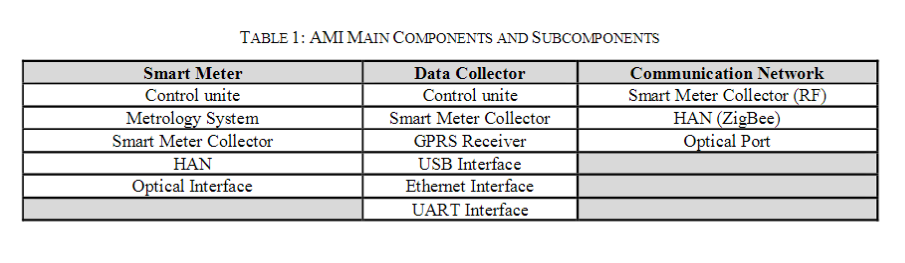 TABLE 1: AMI MAIN COMPONENTS AND SUBCOMPONENTS
Smart Meter Data Collector Communication Network
Control unite Control unite Smart Meter Collector (RF)
Metrology System Smart Meter Collector HAN (ZigBee)
Smart Meter Collector GPRS Receiver Optical Port
HAN USB Interface
Optical Interface Ethernet Interface
UART Interface